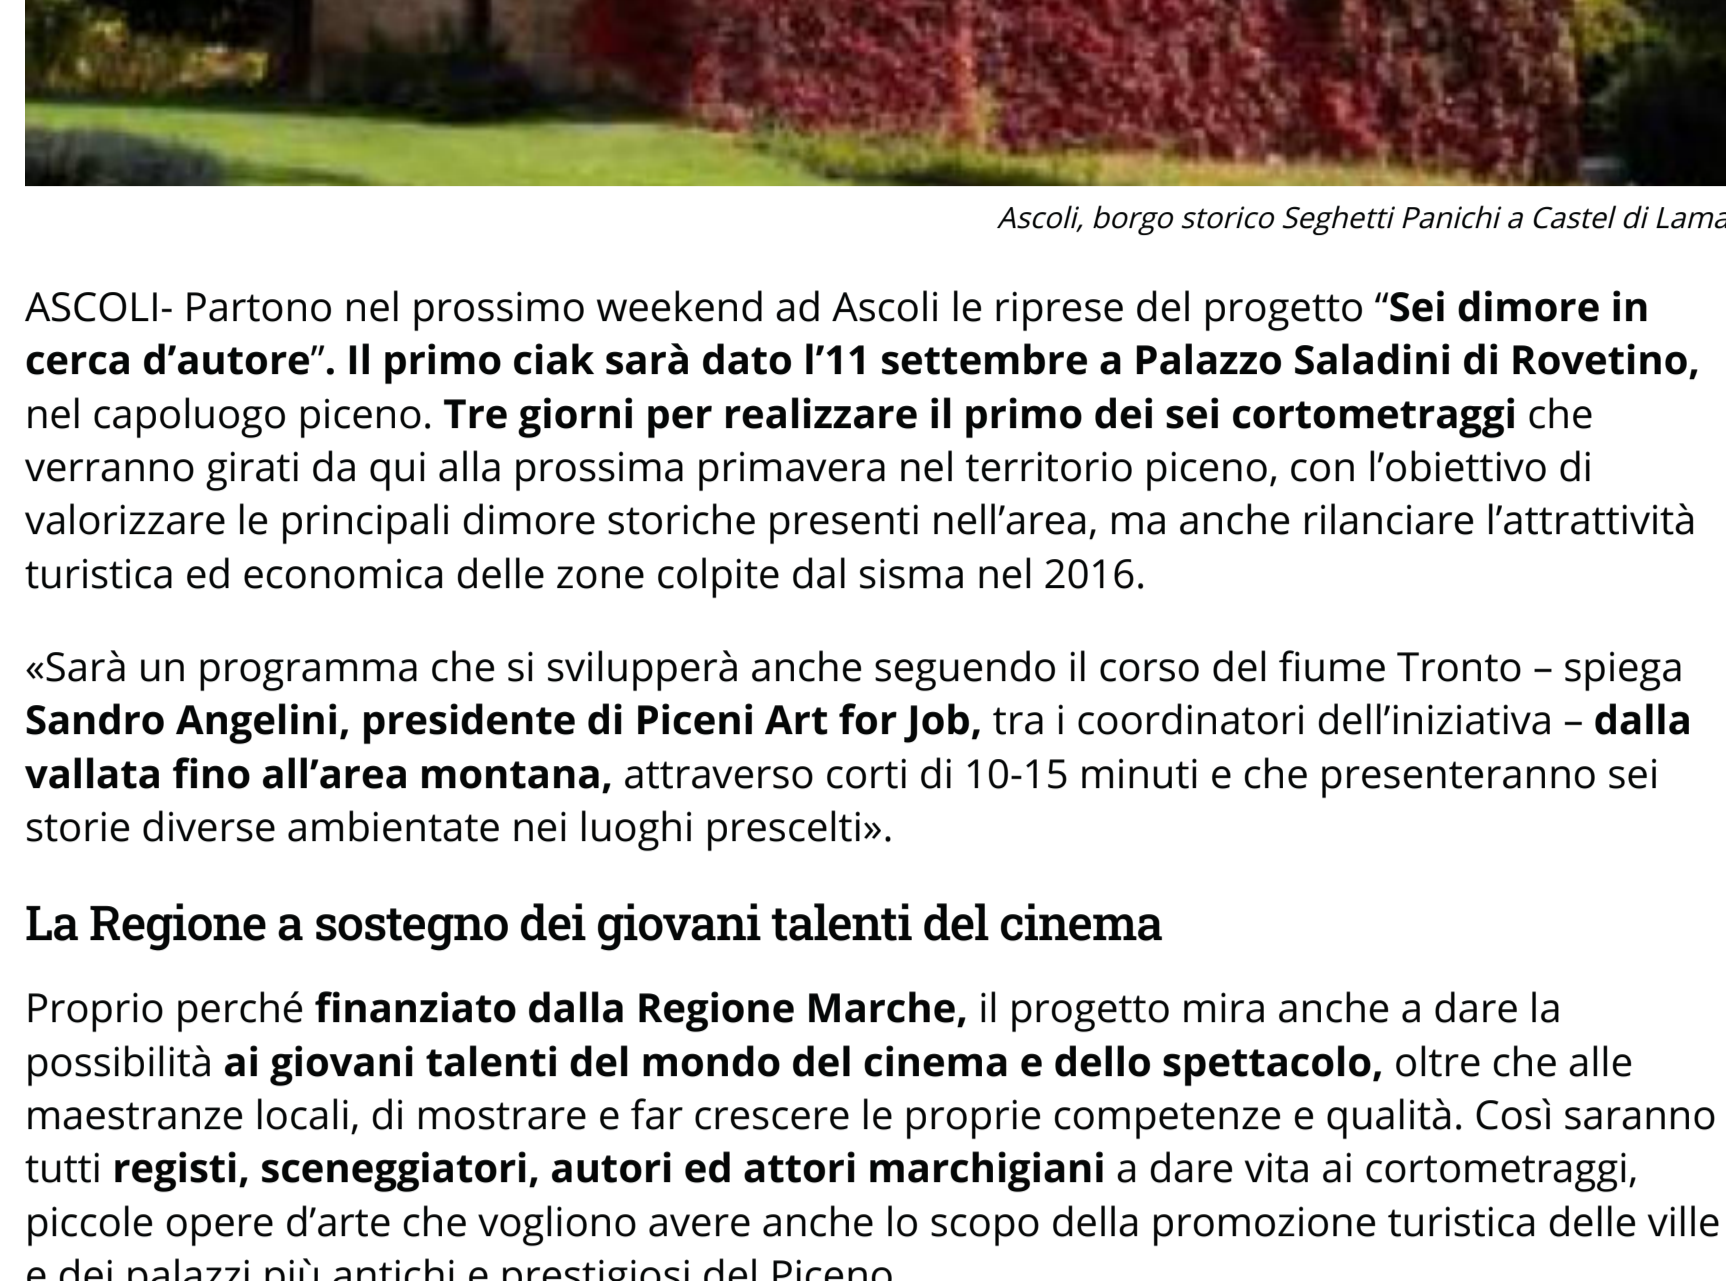 Ascoli, borgo storico Seghetti Panichi a Castel di Lama
ASCOLI- Partono nel prossimo weekend ad Ascoli le riprese del progetto “Sei dimore in
cerca d’autore”. Il primo ciak sarà dato l’11 settembre a Palazzo Saladini di Rovetino,
nel capoluogo piceno. Tre giorni per realizzare il primo dei sei cortometraggi che
verranno girati da qui alla prossima primavera nel territorio piceno, con l’obiettivo di
valorizzare le principali dimore storiche presenti nell’area, ma anche rilanciare l’attrattività
turistica ed economica delle zone colpite dal sisma nel 2016.
«Sarà un programma che si svilupperà anche seguendo il corso del fiume Tronto – spiega
Sandro Angelini, presidente di Piceni Art for Job, tra i coordinatori dell’iniziativa – dalla
vallata fino all’area montana, attraverso corti di 10-15 minuti e che presenteranno sei
storie diverse ambientate nei luoghi prescelti».
La Regione a sostegno dei giovani talenti del cinema
Proprio perché finanziato dalla Regione Marche, il progetto mira anche a dare la
possibilità ai giovani talenti del mondo del cinema e dello spettacolo, oltre che alle
maestranze locali, di mostrare e far crescere le proprie competenze e qualità. Così saranno
tutti registi, sceneggiatori, autori ed attori marchigiani a dare vita ai cortometraggi,
piccole opere d’arte che vogliono avere anche lo scopo della promozione turistica delle ville
e dei palazzi più antichi e prestigiosi del Piceno.